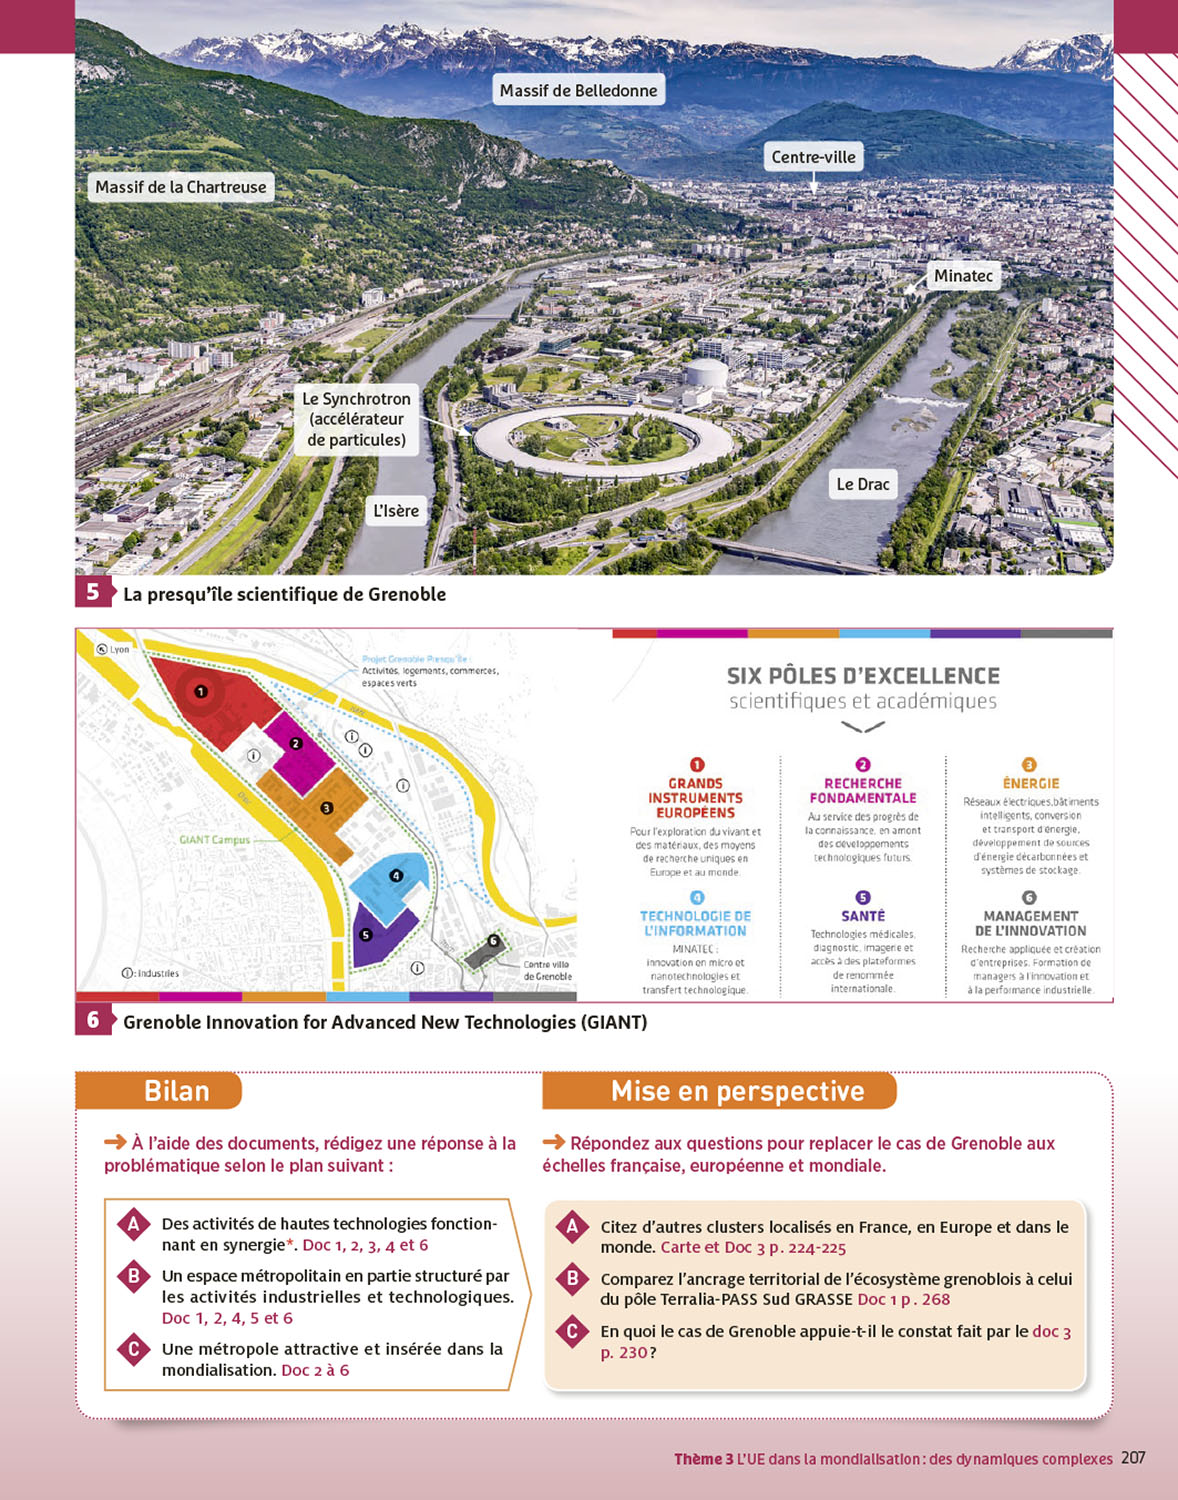 Massif de Belledonne
Centre-ville
Massif de la Chartreuse
Minatec
Le Synchrotron
(accélérateur
de particules)
Le Drac
L'Isère
5 La presqu'île scientifique de Grenoble
Lyon
Projet Grenoble Presqu'île :
Activités, logements, commerces,
espaces verts
1
2
3
4
5
6
i
i
i
i
i
Drac
GIANT Campus
i : industries
Centre ville
de Grenoble
SIX PÔLES D'EXCELLENCE
scientifiques et académiques
1
GRANDS
INSTRUMENTS
EUROPÉENS
Pour l'exploration du vivant et
des matériaux, des moyens
de recherche uniques en
Europe et au monde.
2
RECHERCHE
FONDAMENTALE
Au service des progrès de
la connaissance, en amont
des développements
technologiques futurs.
3
ÉNERGIE
Réseaux électriques,bâtiments
intelligents, conversion
et transport d'énergie,
développement de sources
d'énergie décarbonnées et
systèmes de stockage.
4
TECHNOLOGIE DE
L'INFORMATION
MINATEC :
innovation en micro et
nanotechnologies et
transfert technologique.
5
SANTÉ
Technologies médicales,
diagnostic, imagerie et
accès à des plateformes
de renommée
internationale.
6
MANAGEMENT
DE L'INNOVATION
Recherche appliquée et création
d'entreprises. Formation de
managers à l'innovation et
à la performance industrielle.
6 Grenoble Innovation for Advanced New Technologies (GIANT)
Bilan
➔ À l'aide des documents, rédigez une réponse à la
problématique selon le plan suivant :
A Des activités de hautes technologies fonction-
nant en synergie*. Doc 1, 2, 3, 4 et 6
B Un espace métropolitain en partie structuré par
les activités industrielles et technologiques.
Doc 1, 2, 4, 5 et 6
C Une métropole attractive et insérée dans la
mondialisation. Doc 2 à 6
Mise en perspective
➔ Répondez aux questions pour replacer le cas de Grenoble aux
échelles française, européenne et mondiale.
A Citez d'autres clusters localisés en France, en Europe et dans le
monde. Carte et Doc 3 p. 224-225
B Comparez l'ancrage territorial de l'écosystème grenoblois à celui
du pôle Terralia-PASS Sud GRASSE Doc 1 p. 268
C En quoi le cas de Grenoble appuie-t-il le constat fait par le doc 3
p. 230 ?
Thème 3 L'UE dans la mondialisation : des dynamiques complexes 207